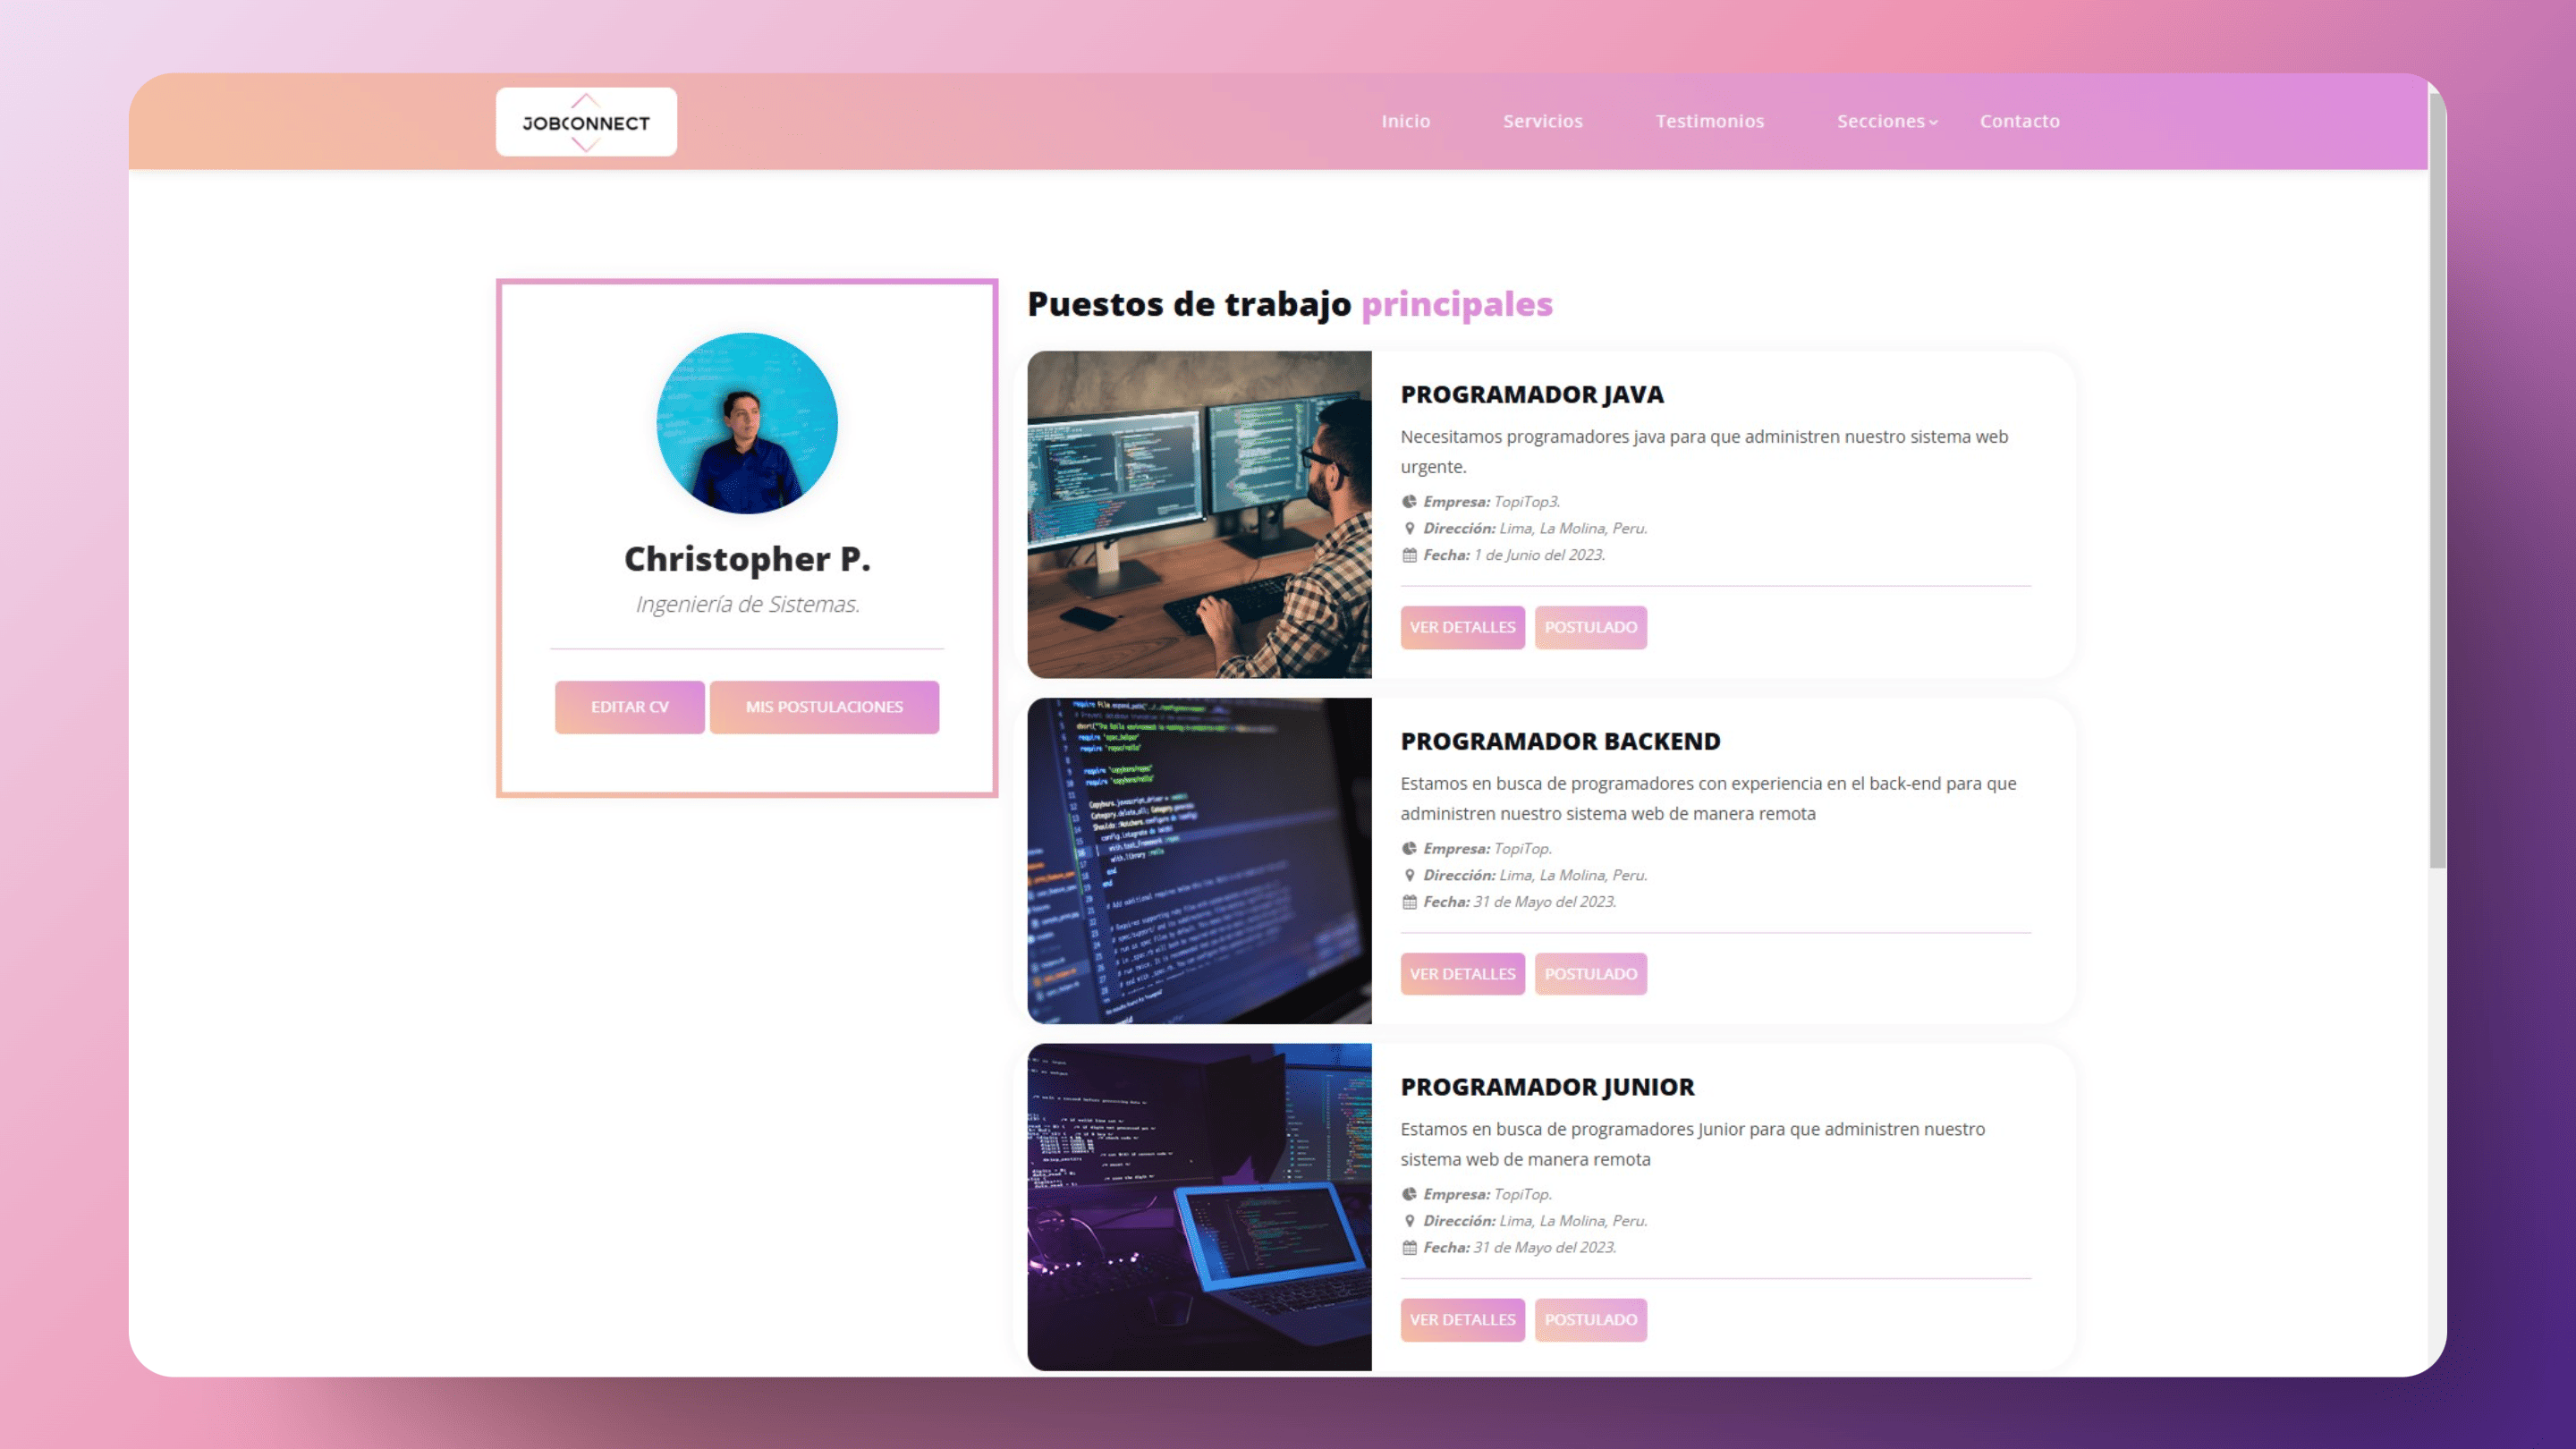 JOBCONNECT
Inicio
Servicios
Testimonios
Secciones
Contacto
Christopher P.
Ingeniería de Sistemas.
EDITAR CV
MIS POSTULACIONES
Puestos de trabajo principales
PROGRAMADOR JAVA
Necesitamos programadores java para que administren nuestro sistema web
urgente.
Empresa: TopiTop3.
Dirección: Lima, La Molina, Peru.
Fecha: 1 de Junio del 2023.
VER DETALLES
POSTULADO
PROGRAMADOR BACKEND
Estamos en busca de programadores con experiencia en el back-end para que
administren nuestro sistema web de manera remota
Empresa: TopiTop.
Dirección: Lima, La Molina, Peru.
Fecha: 31 de Mayo del 2023.
VER DETALLES
POSTULADO
PROGRAMADOR JUNIOR
Estamos en busca de programadores Junior para que administren nuestro
sistema web de manera remota
Empresa: TopiTop.
Dirección: Lima, La Molina, Peru.
Fecha: 31 de Mayo del 2023.
VER DETALLES
POSTULADO